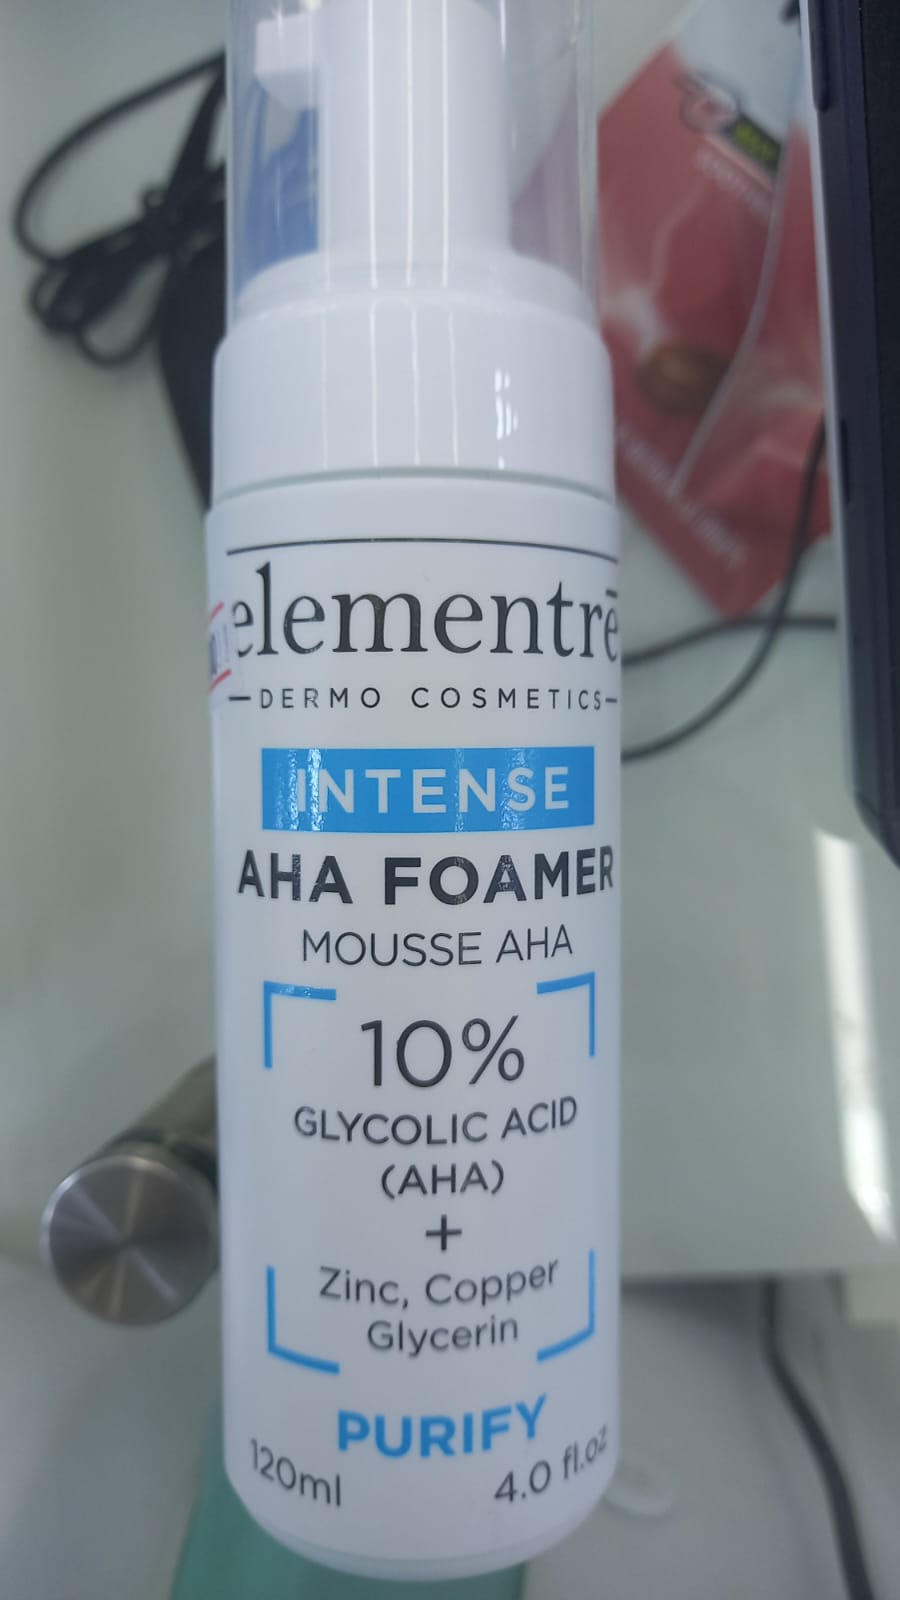 elementrē
DERMO COSMETICS
INTENSE
AHA FOAMER
MOUSSE AHA
10%
GLYCOLIC ACID
(AHA)
+
Zinc, Copper
Glycerin
PURIFY
120ml 4.0 fl.oz